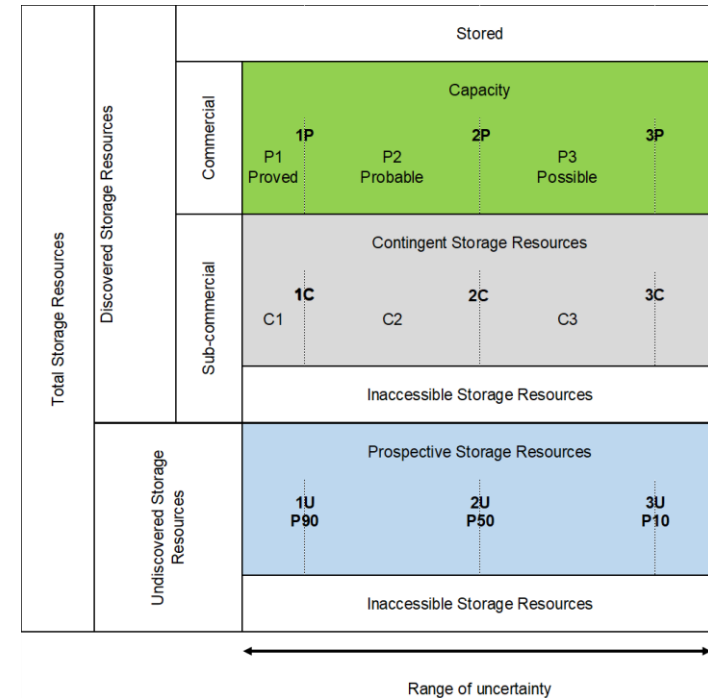 Total Storage Resources
Discovered Storage Resources
Stored
Commercial
Capacity
1P
2P
3P
P1
Proved
P2
Probable
P3
Possible
Sub-commercial
Contingent Storage Resources
1C
2C
3C
C1
C2
C3
Inaccessible Storage Resources
Undiscovered Storage
Resources
Prospective Storage Resources
1U
P90
2U
P50
3U
P10
Inaccessible Storage Resources
Range of uncertainty